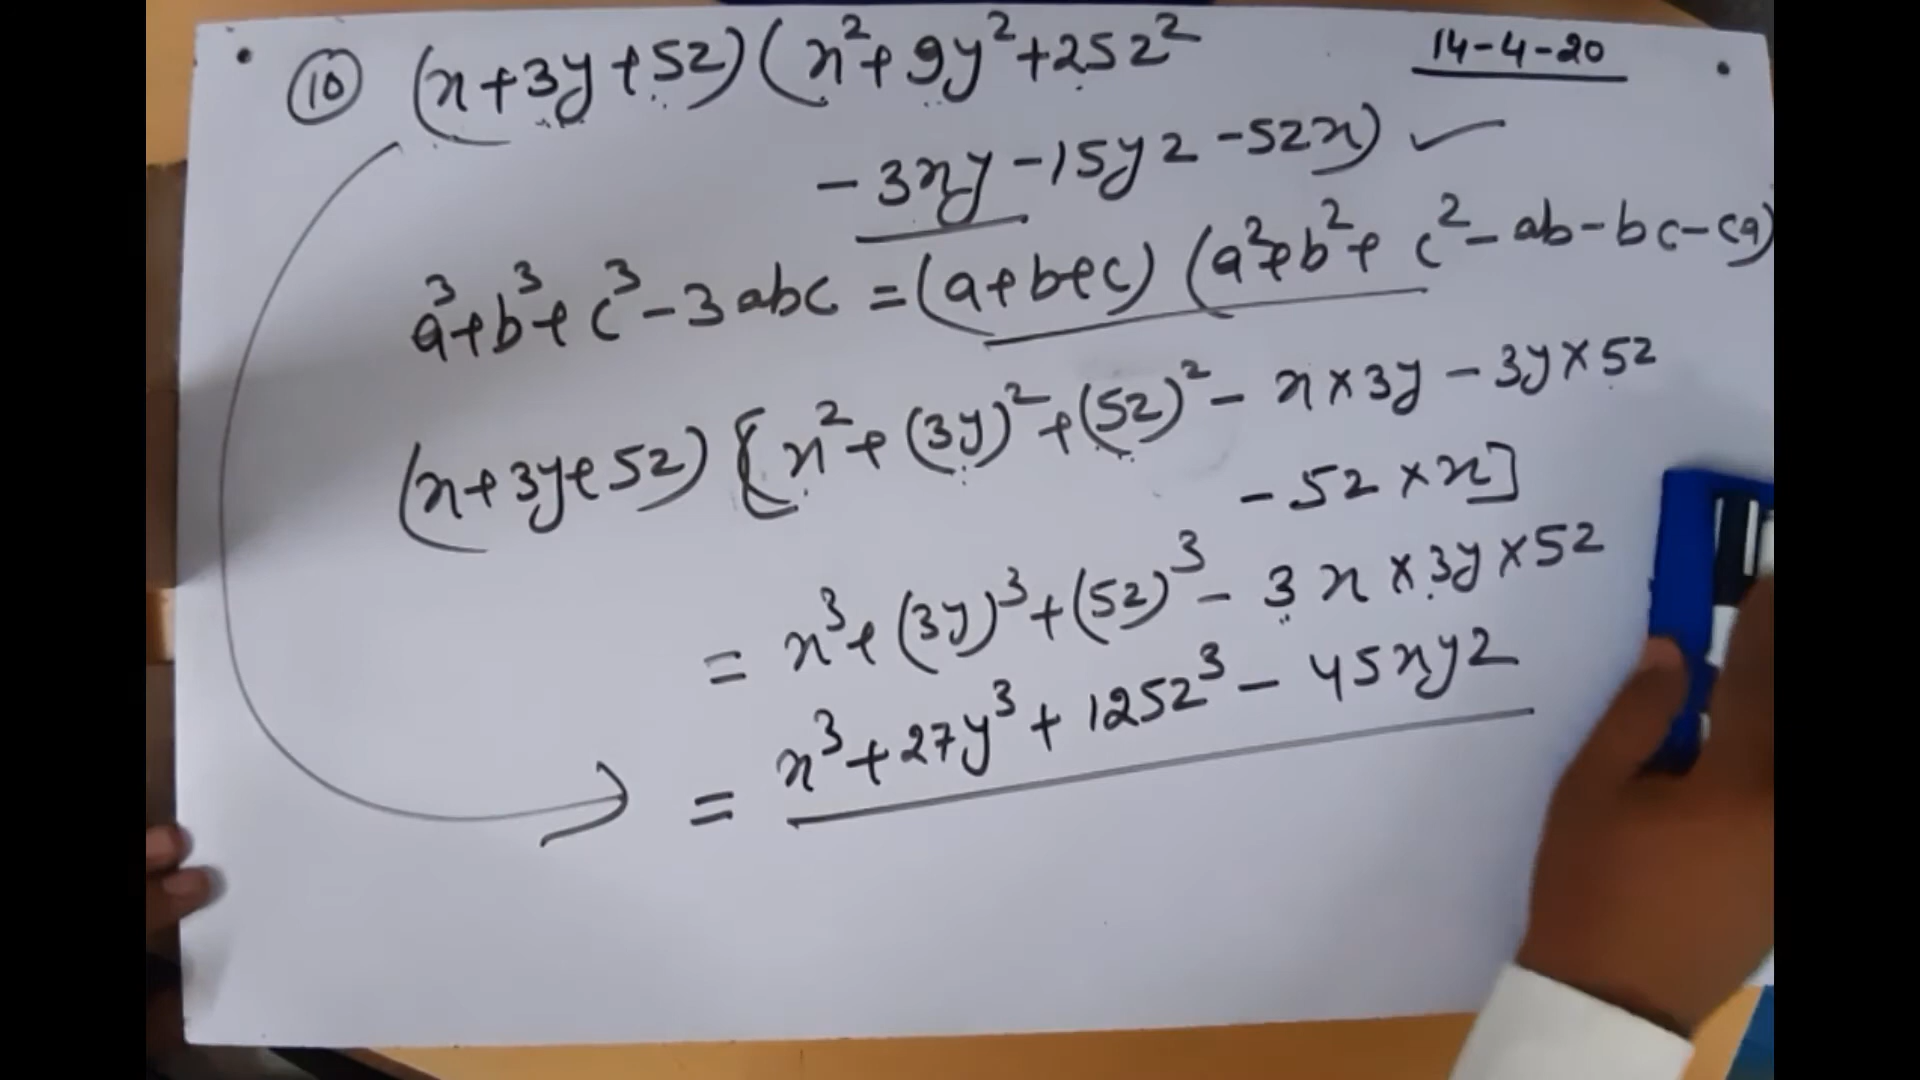 ⑩ (x+3y+5z)(x²+9y²+25z²
14-4-20
-3xy-15yz-5zx) ✓
a³+b³+c³-3abc=(a+b+c)(a²+b²+c²-ab-bc-ca)
(x+3y+5z)[x²+(3y)²+(5z)²-x×3y-3y×5z
-5z×x]
=x³+(3y)³+(5z)³-3x×3y×5z
=x³+27y³+125z³-45xyz